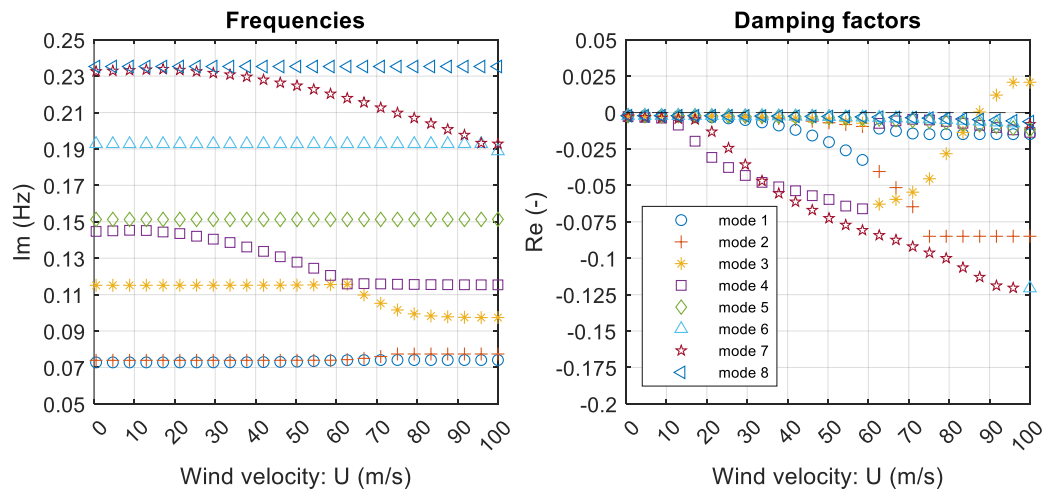 Frequencies
0.25
0.23
0.21
0.19
0.17
0.15
0.13
0.11
0.09
0.07
0.05
Im (Hz)
0 10 20 30 40 50 60 70 80 90 100
Wind velocity: U (m/s)
Damping factors
0.05
0.025
0
-0.025
-0.05
-0.075
-0.1
-0.125
-0.15
-0.175
-0.2
Re (-)
mode 1
mode 2
mode 3
mode 4
mode 5
mode 6
mode 7
mode 8
0 10 20 30 40 50 60 70 80 90 100
Wind velocity: U (m/s)